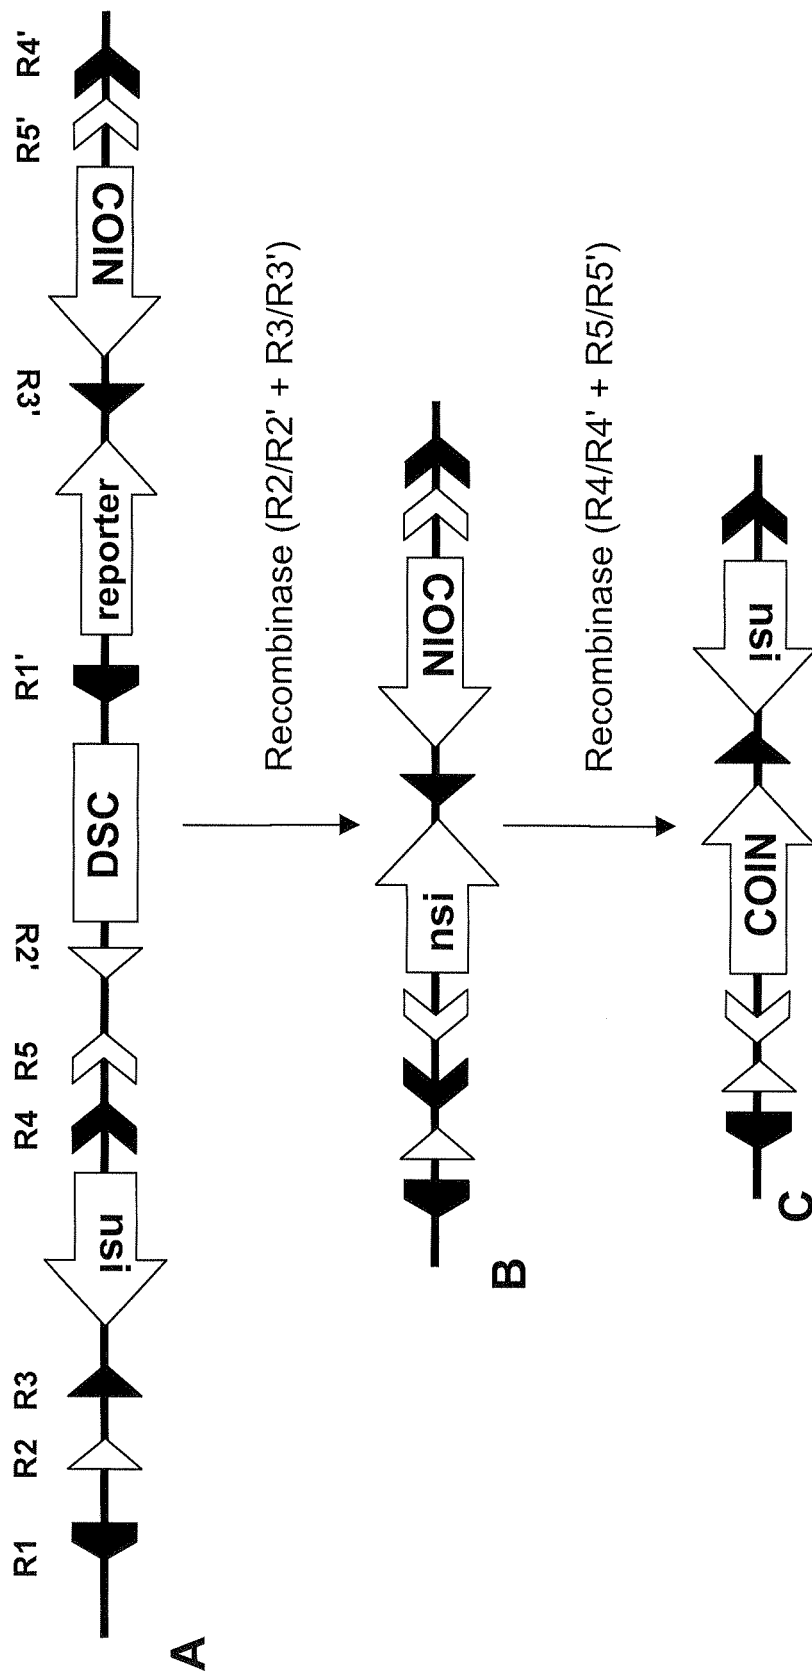 R1 R2 R3 R4 R5 R2' R1' R3' R5' R4'
nsi DSC reporter COIN
A
Recombinase (R2/R2' + R3/R3')
nsi COIN
B
Recombinase (R4/R4' + R5/R5')
COIN nsi
C